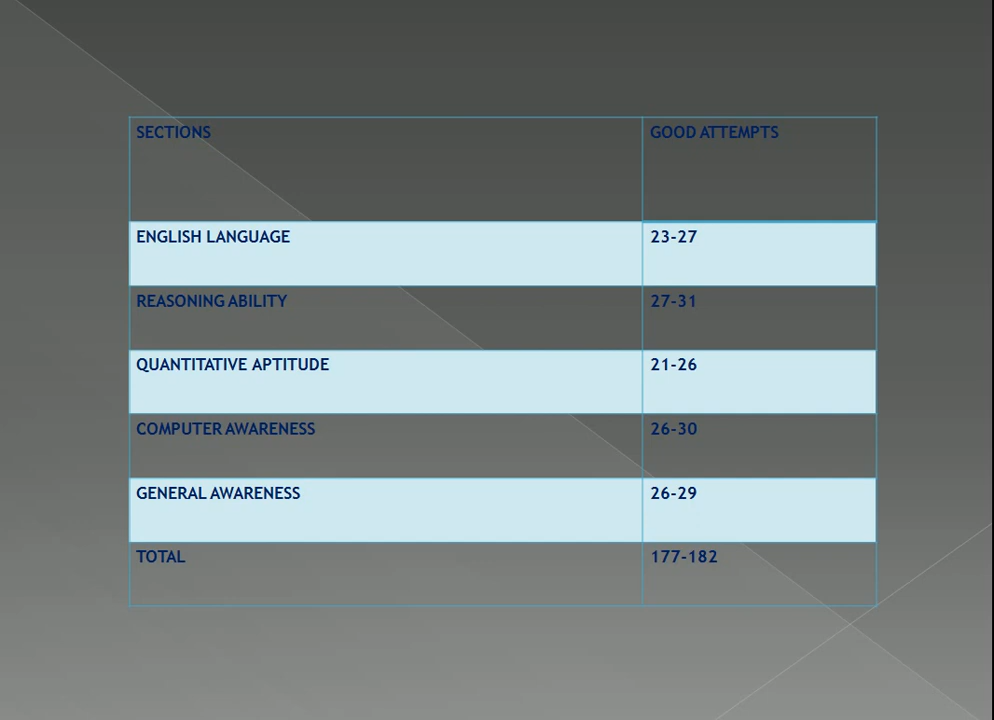 SECTIONS GOOD ATTEMPTS
ENGLISH LANGUAGE 23-27
REASONING ABILITY 27-31
QUANTITATIVE APTITUDE 21-26
COMPUTER AWARENESS 26-30
GENERAL AWARENESS 26-29
TOTAL 177-182